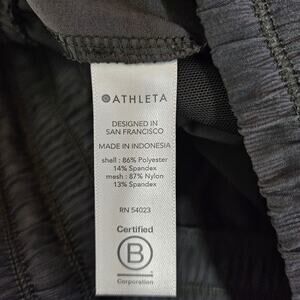 ATHLETA
DESIGNED IN
SAN FRANCISCO
MADE IN INDONESIA
shell : 86% Polyester
14% Spandex
mesh : 87% Nylon
13% Spandex
RN 54023
Certified
B
Corporation